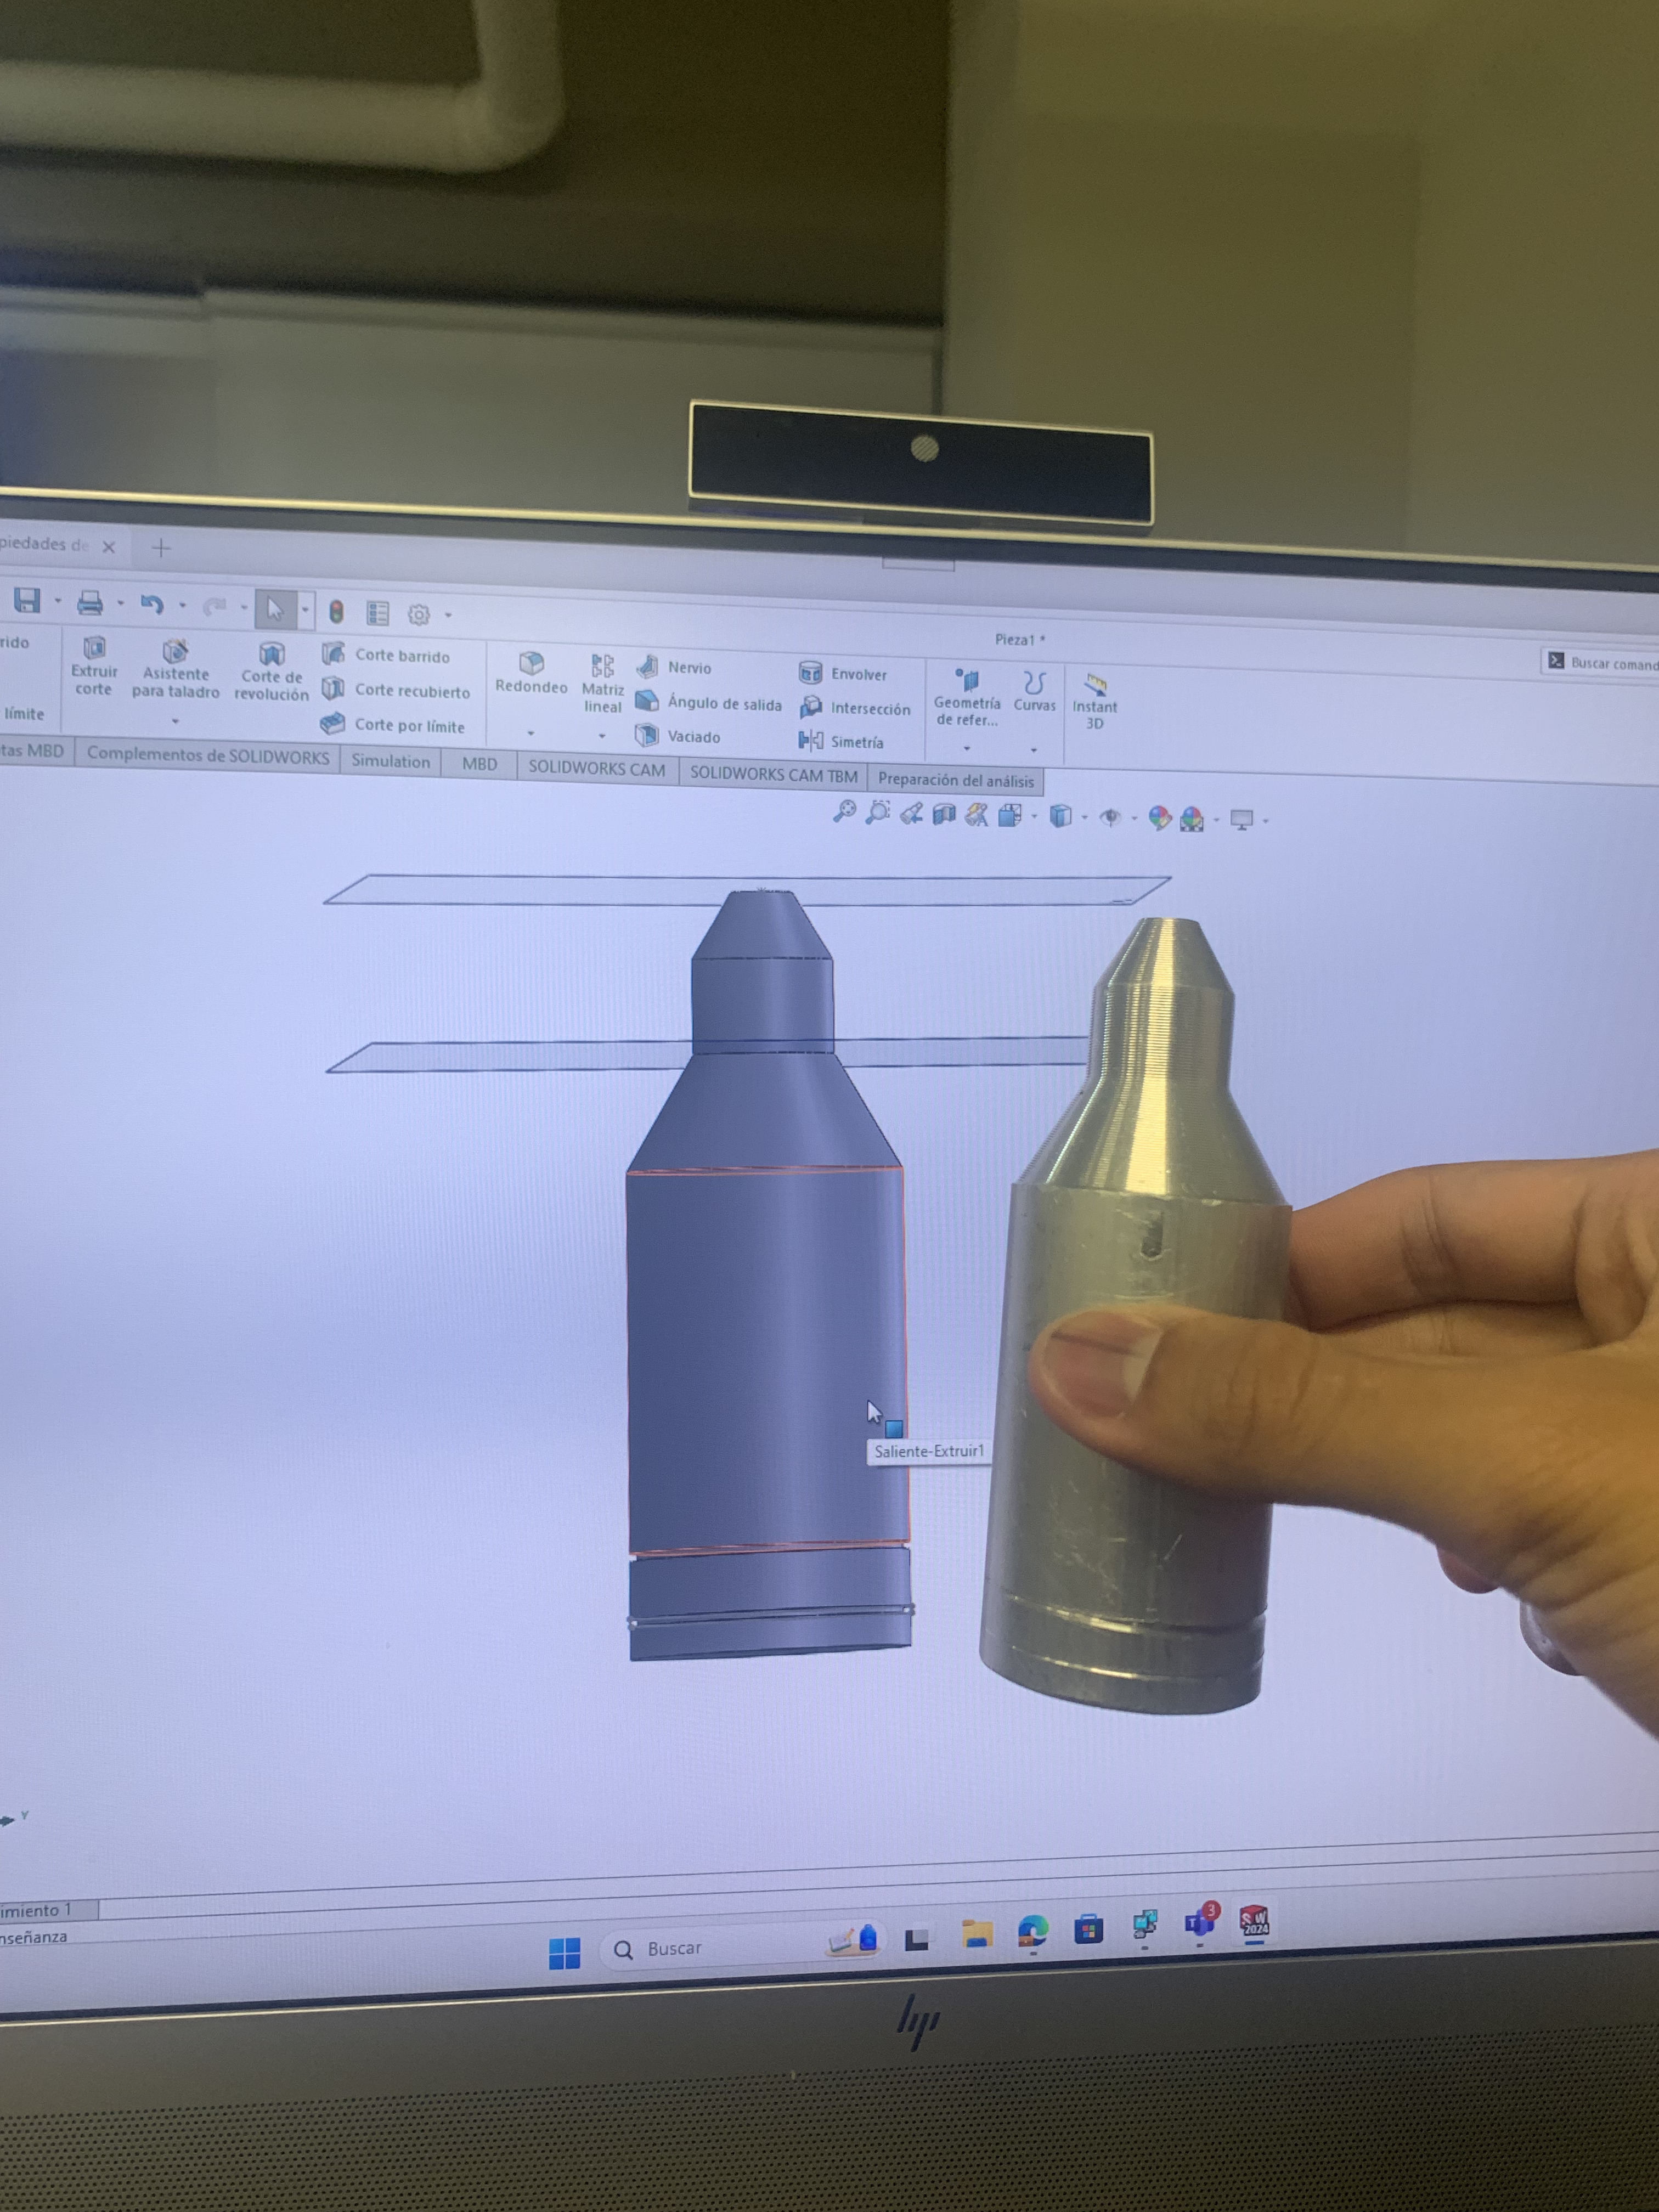 piedades de
Pieza1 *
Buscar comand
rido
límite
Extruir
corte
Asistente
para taladro
Corte de
revolución
Corte barrido
Corte recubierto
Corte por límite
Redondeo
Matriz
lineal
Nervio
Ángulo de salida
Vaciado
Envolver
Intersección
Simetría
Geometría
de refer...
Curvas
Instant
3D
tas MBD
Complementos de SOLIDWORKS
Simulation
MBD
SOLIDWORKS CAM
SOLIDWORKS CAM TBM
Preparación del análisis
Saliente-Extruir1
Y
imiento 1
nseñanza
Buscar
3
SW
2024
hp